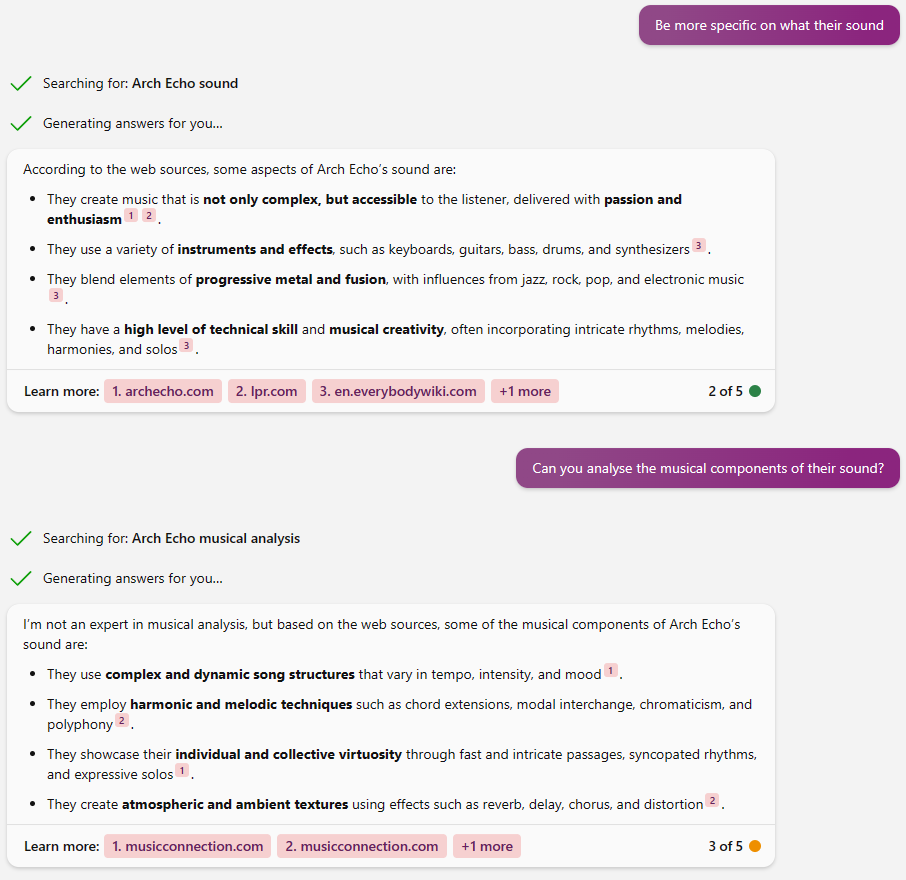 Be more specific on what their sound
Searching for: Arch Echo sound
Generating answers for you...
According to the web sources, some aspects of Arch Echo's sound are:
• They create music that is not only complex, but accessible to the listener, delivered with passion and
enthusiasm 1 2 .
• They use a variety of instruments and effects, such as keyboards, guitars, bass, drums, and synthesizers 3 .
• They blend elements of progressive metal and fusion, with influences from jazz, rock, pop, and electronic music
3 .
• They have a high level of technical skill and musical creativity, often incorporating intricate rhythms, melodies,
harmonies, and solos 3 .
Learn more: 1. archecho.com 2. lpr.com 3. en.everybodywiki.com +1 more 2 of 5
Can you analyse the musical components of their sound?
Searching for: Arch Echo musical analysis
Generating answers for you...
I'm not an expert in musical analysis, but based on the web sources, some of the musical components of Arch Echo's
sound are:
• They use complex and dynamic song structures that vary in tempo, intensity, and mood 1 .
• They employ harmonic and melodic techniques such as chord extensions, modal interchange, chromaticism, and
polyphony 2 .
• They showcase their individual and collective virtuosity through fast and intricate passages, syncopated rhythms,
and expressive solos 1 .
• They create atmospheric and ambient textures using effects such as reverb, delay, chorus, and distortion 2 .
Learn more: 1. musicconnection.com 2. musicconnection.com +1 more 3 of 5